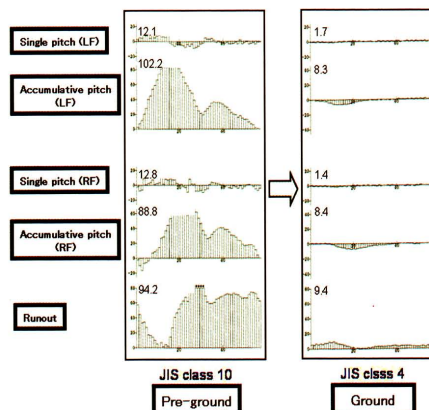 Single pitch (LF)
12.1
1.7
Accumulative pitch
(LF)
102.2
8.3
Single pitch (RF)
12.8
1.4
Accumulative pitch
(RF)
88.8
8.4
Runout
94.2
9.4
JIS class 10
JIS clsss 4
Pre-ground
Ground